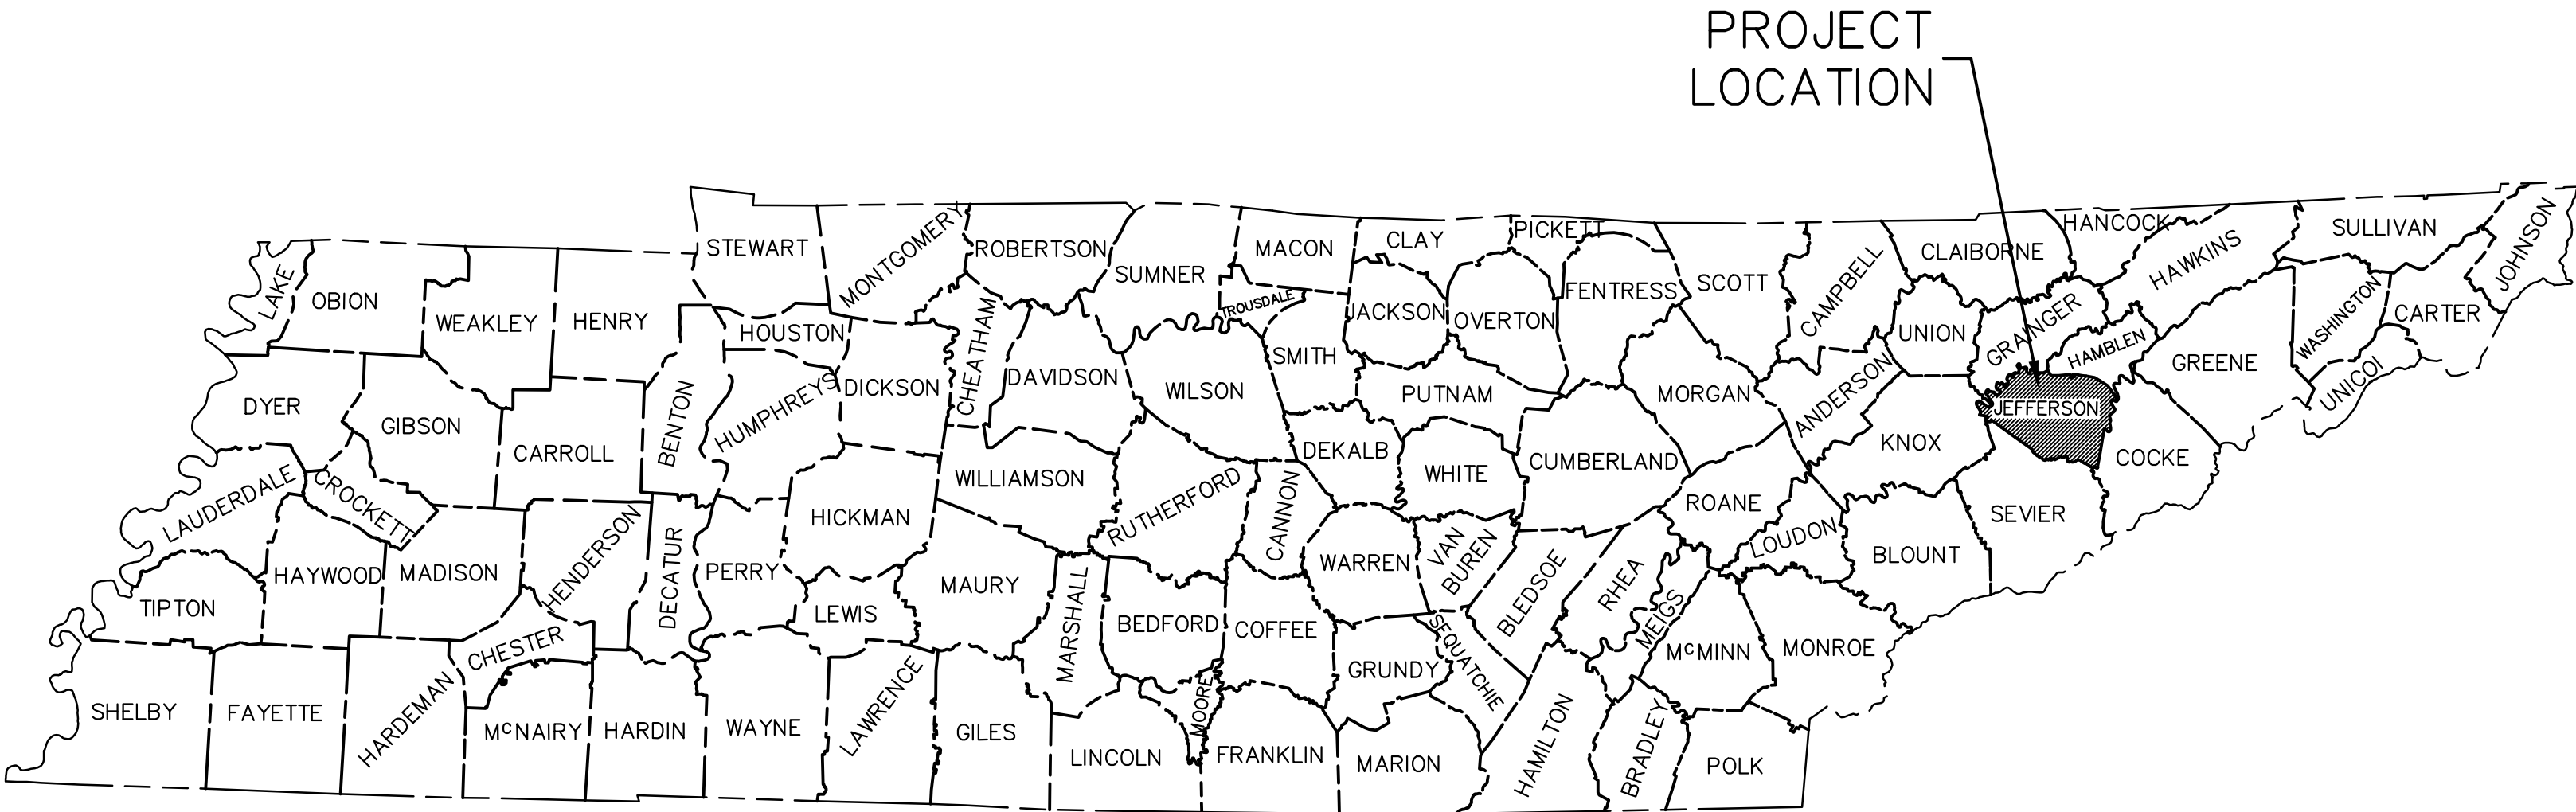 PROJECT
LOCATION
STEWART
MONTGOMERY
ROBERTSON
SUMNER
MACON
CLAY
PICKETT
SCOTT
CAMPBELL
CLAIBORNE
HANCOCK
HAWKINS
SULLIVAN
JOHNSON
LAKE
OBION
WEAKLEY
HENRY
HOUSTON
CHEATHAM
TROUSDALE
JACKSON
OVERTON
FENTRESS
UNION
GRAINGER
HAMBLEN
GREENE
WASHINGTON
CARTER
UNICOI
DYER
GIBSON
CARROLL
BENTON
HUMPHREYS
DICKSON
DAVIDSON
WILSON
SMITH
PUTNAM
MORGAN
ANDERSON
KNOX
JEFFERSON
COCKE
LAUDERDALE
CROCKETT
WILLIAMSON
RUTHERFORD
CANNON
DEKALB
WHITE
CUMBERLAND
ROANE
LOUDON
BLOUNT
SEVIER
TIPTON
HAYWOOD
MADISON
HENDERSON
DECATUR
PERRY
HICKMAN
LEWIS
MAURY
MARSHALL
BEDFORD
COFFEE
WARREN
VAN
BUREN
BLEDSOE
RHEA
MEIGS
McMINN
MONROE
SHELBY
FAYETTE
HARDEMAN
CHESTER
McNAIRY
HARDIN
WAYNE
LAWRENCE
GILES
LINCOLN
MOORE
FRANKLIN
GRUNDY
SEQUATCHIE
MARION
HAMILTON
BRADLEY
POLK